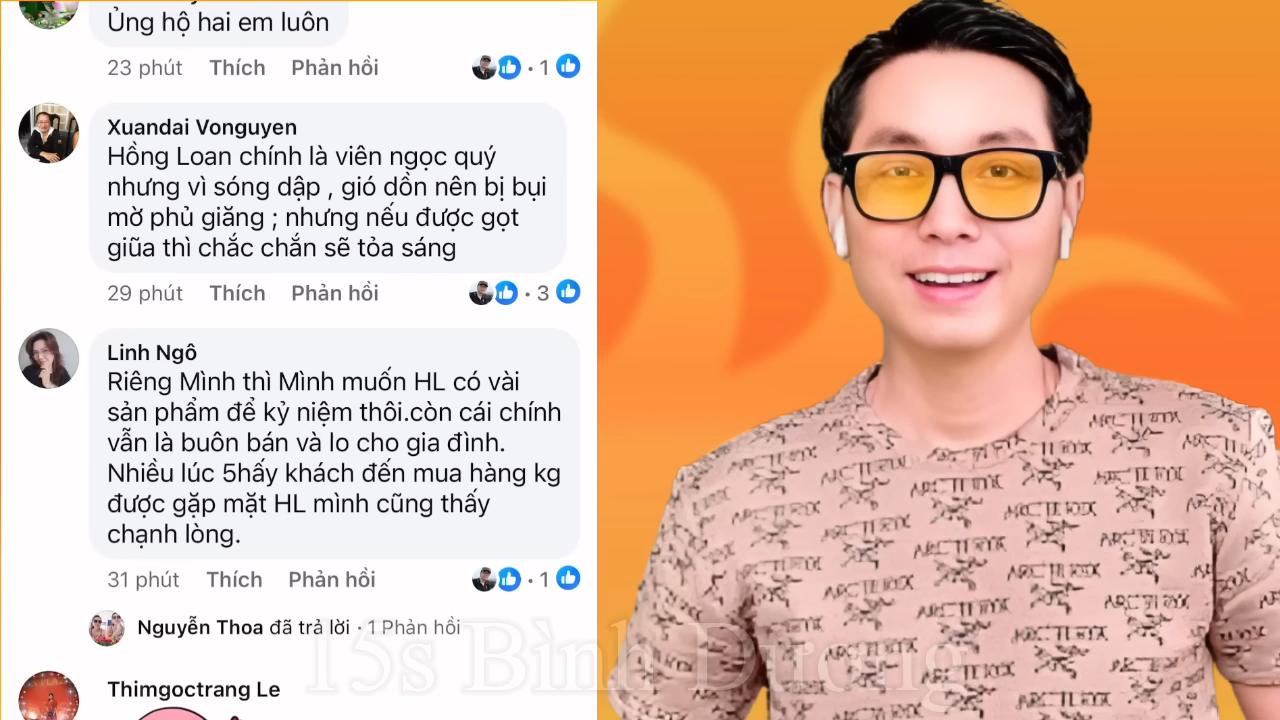 Ủng hộ hai em luôn
23 phút Thích Phản hồi · 1
Xuandai Vonguyen
Hồng Loan chính là viên ngọc quý
nhưng vì sóng dập , gió dồn nên bị bụi
mờ phủ giăng ; nhưng nếu được gọt
giũa thì chắc chắn sẽ tỏa sáng
29 phút Thích Phản hồi · 3
Linh Ngô
Riêng Mình thì Mình muốn HL có vài
sản phẩm để kỷ niệm thôi.còn cái chính
vẫn là buôn bán và lo cho gia đình.
Nhiều lúc 5hấy khách đến mua hàng kg
được gặp mặt HL mình cũng thấy
chạnh lòng.
31 phút Thích Phản hồi · 1
Nguyễn Thoa đã trả lời · 1 Phản hồi
Thimgoctrang Le
15s Bình Dương